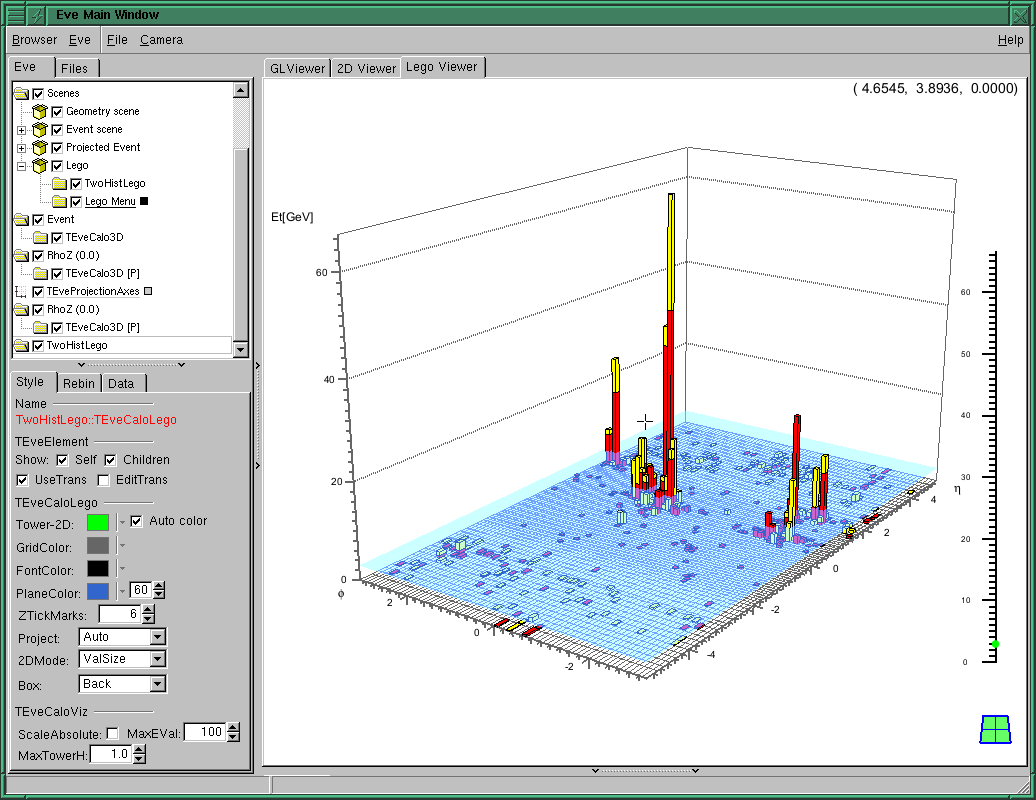 Eve Main Window
Browser Eve File Camera Help
Eve Files
GLViewer 2D Viewer Lego Viewer
Scenes
Geometry scene
Event scene
Projected Event
Lego
TwoHistLego
Lego Menu
Event
TEveCalo3D
RhoZ (0.0)
TEveCalo3D [P]
TEveProjectionAxes
RhoZ (0.0)
TEveCalo3D [P]
TwoHistLego
Style Rebin Data
Name
TwoHistLego::TEveCaloLego
TEveElement
Show: Self Children
UseTrans EditTrans
TEveCaloLego
Tower-2D: Auto color
GridColor:
FontColor:
PlaneColor: 60
ZTickMarks: 6
Project: Auto
2DMode: ValSize
Box: Back
TEveCaloViz
ScaleAbsolute: MaxEVal: 100
MaxTowerH: 1.0
( 4.6545, 3.8936, 0.0000)
Et[GeV]
60
40
20
0
ϕ
2
0
-2
-4
-2
0
2
4
η
60
50
40
30
20
10
0